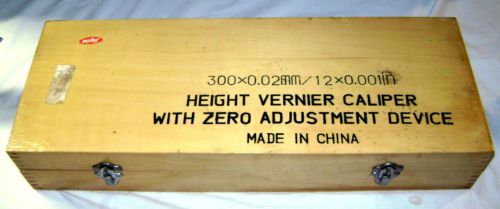 300×0.02mm/12×0.001in
HEIGHT VERNIER CALIPER
WITH ZERO ADJUSTMENT DEVICE
MADE IN CHINA